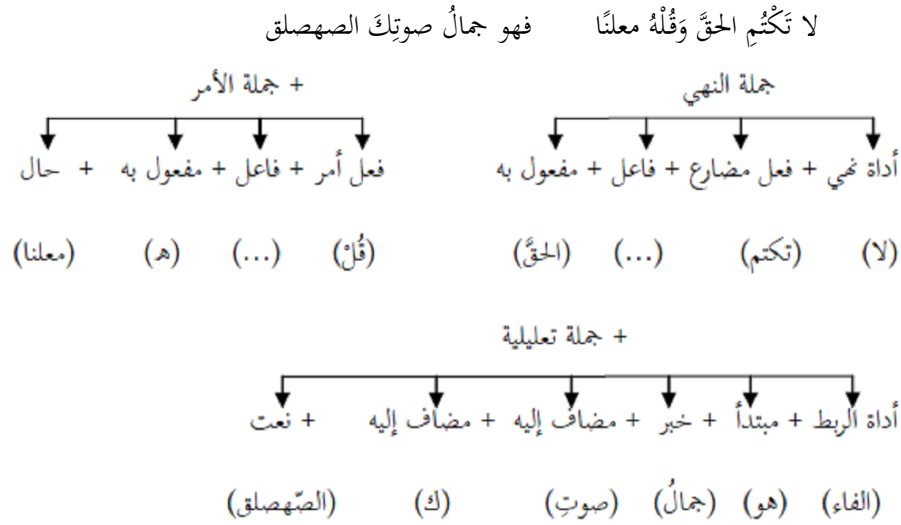 لا تَكْتُمِ الحقَّ وَقُلْهُ معلنًا فهو جمالُ صوتِكَ الصهصلق
جملة النهي + جملة الأمر
أداة نهي + فعل مضارع + فاعل + مفعول به فعل أمر + فاعل + مفعول به + حال
(لا) (تكتم) (...) (الحقَّ) (قُلْ) (...) (ه) (معلنا)
+ جملة تعليلية
أداة الربط + مبتدأ + خبر + مضاف إليه + مضاف إليه + نعت
(الفاء) (هو) (جمالُ) (صوتِ) (ك) (الصّهصلق)